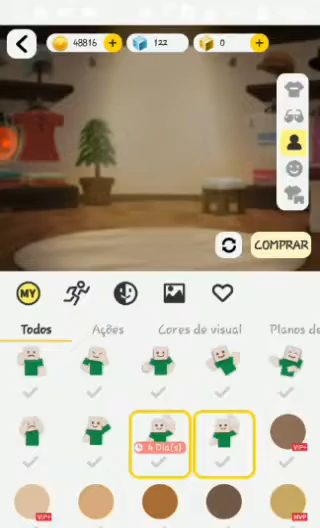 48816
122
0
COMPRAR
MY
Todos Ações Cores de visual Planos de
4 Dia(s)
VIP+
VIP+
MVP